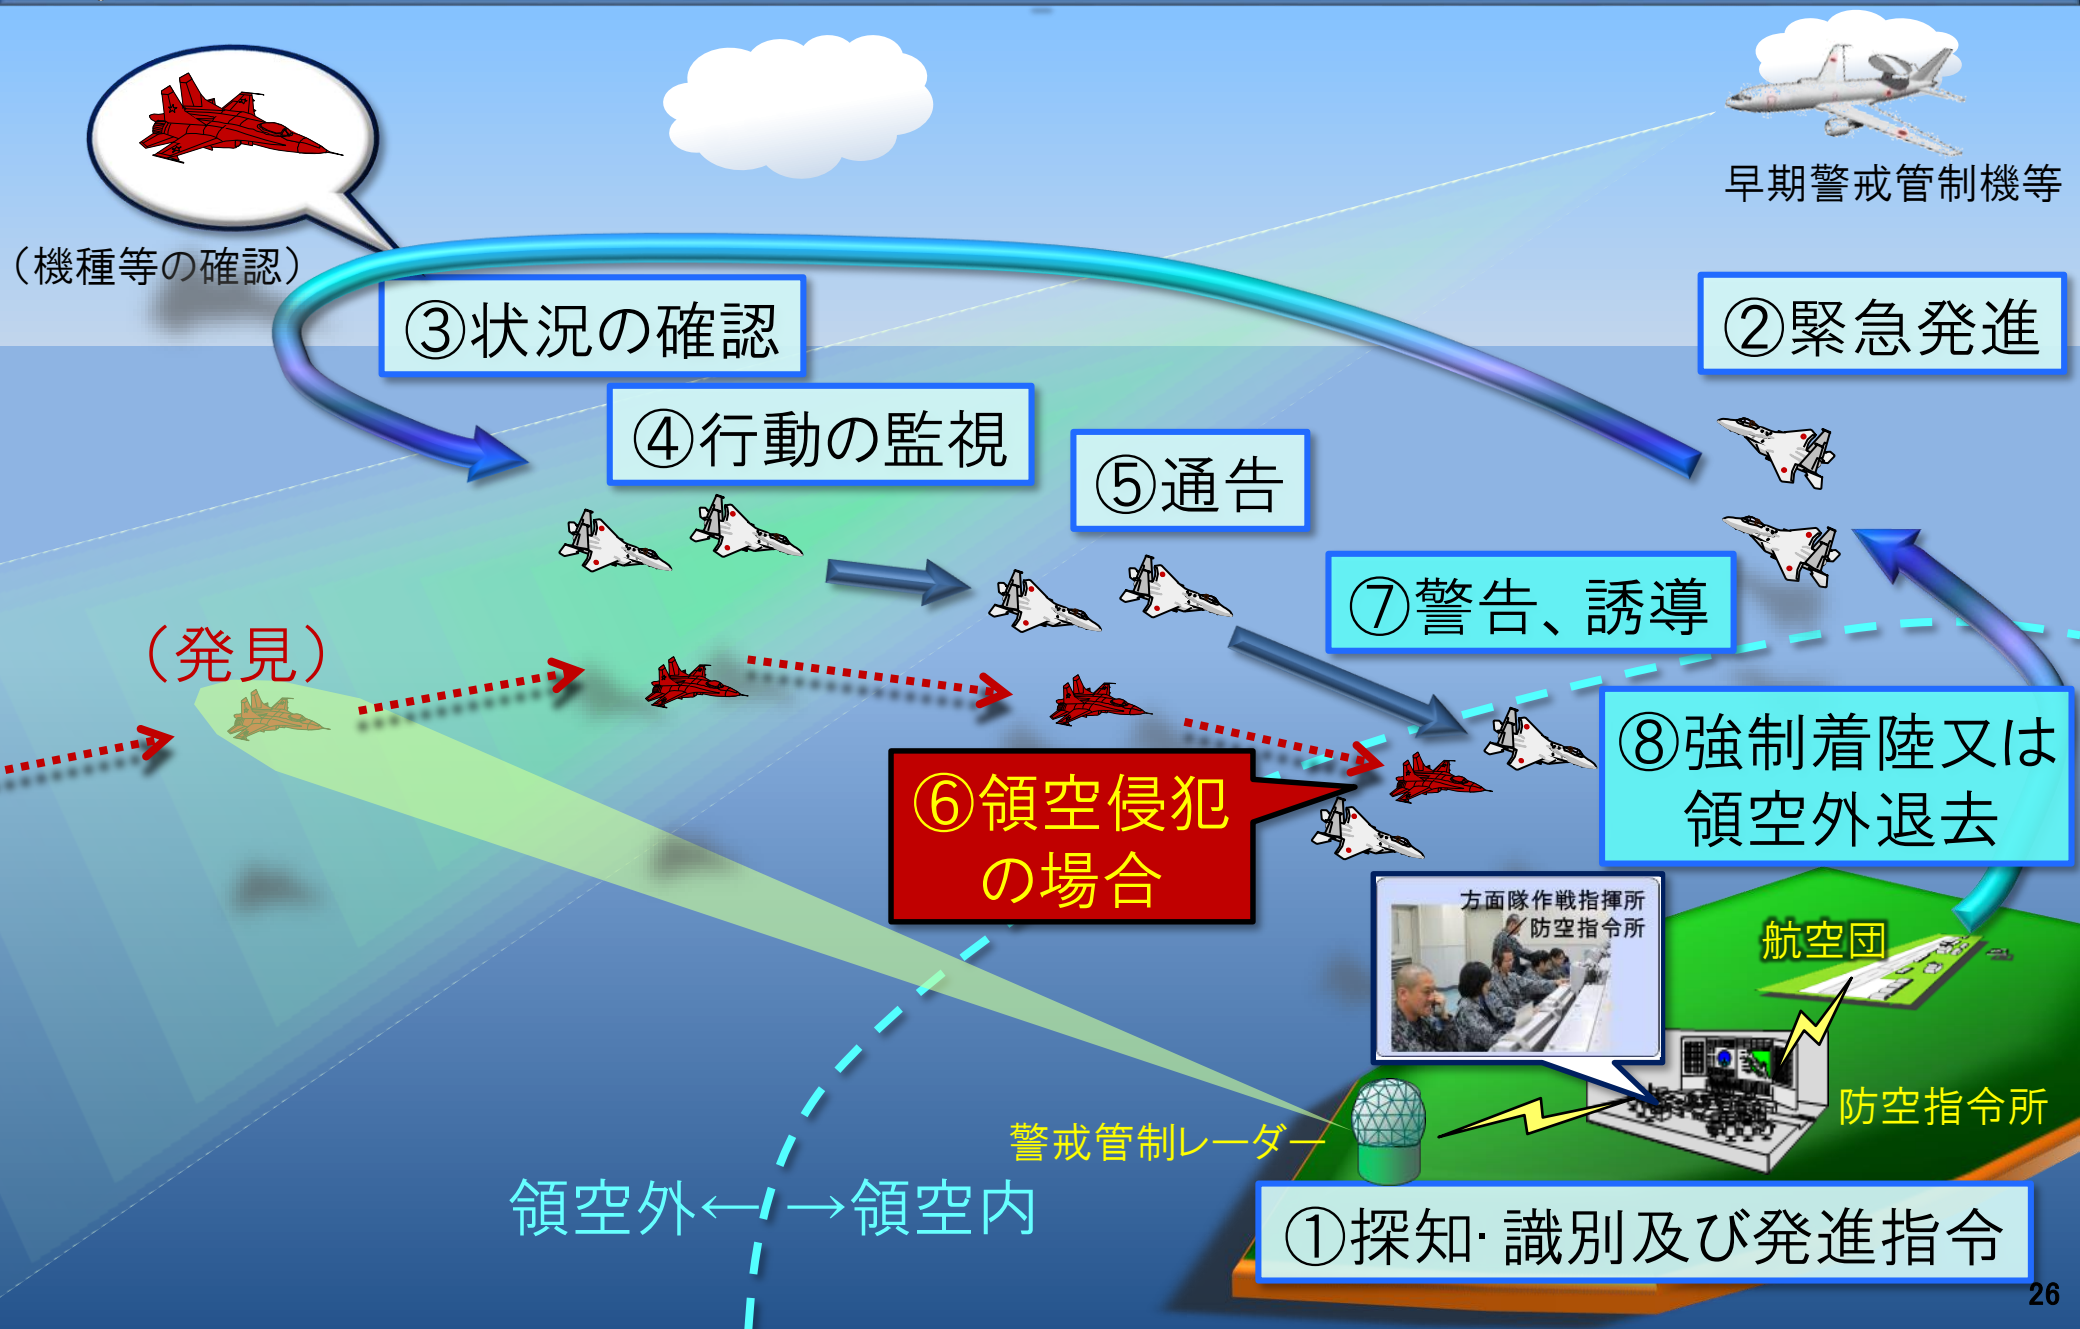 早期警戒管制機等
（機種等の確認）
③状況の確認
②緊急発進
④行動の監視
⑤通告
⑦警告、誘導
（発見）
⑧強制着陸又は
領空外退去
⑥領空侵犯
の場合
方面隊作戦指揮所
防空指令所
航空団
防空指令所
警戒管制レーダー
領空外←→領空内
①探知・識別及び発進指令
26